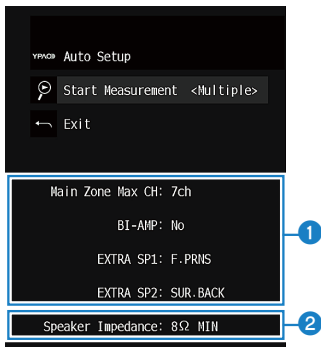 YPAO Auto Setup
Start Measurement <Multiple>
Exit
Main Zone Max CH: 7ch
BI-AMP: No
EXTRA SP1: F.PRNS
EXTRA SP2: SUR.BACK
1
Speaker Impedance: 8Ω MIN
2